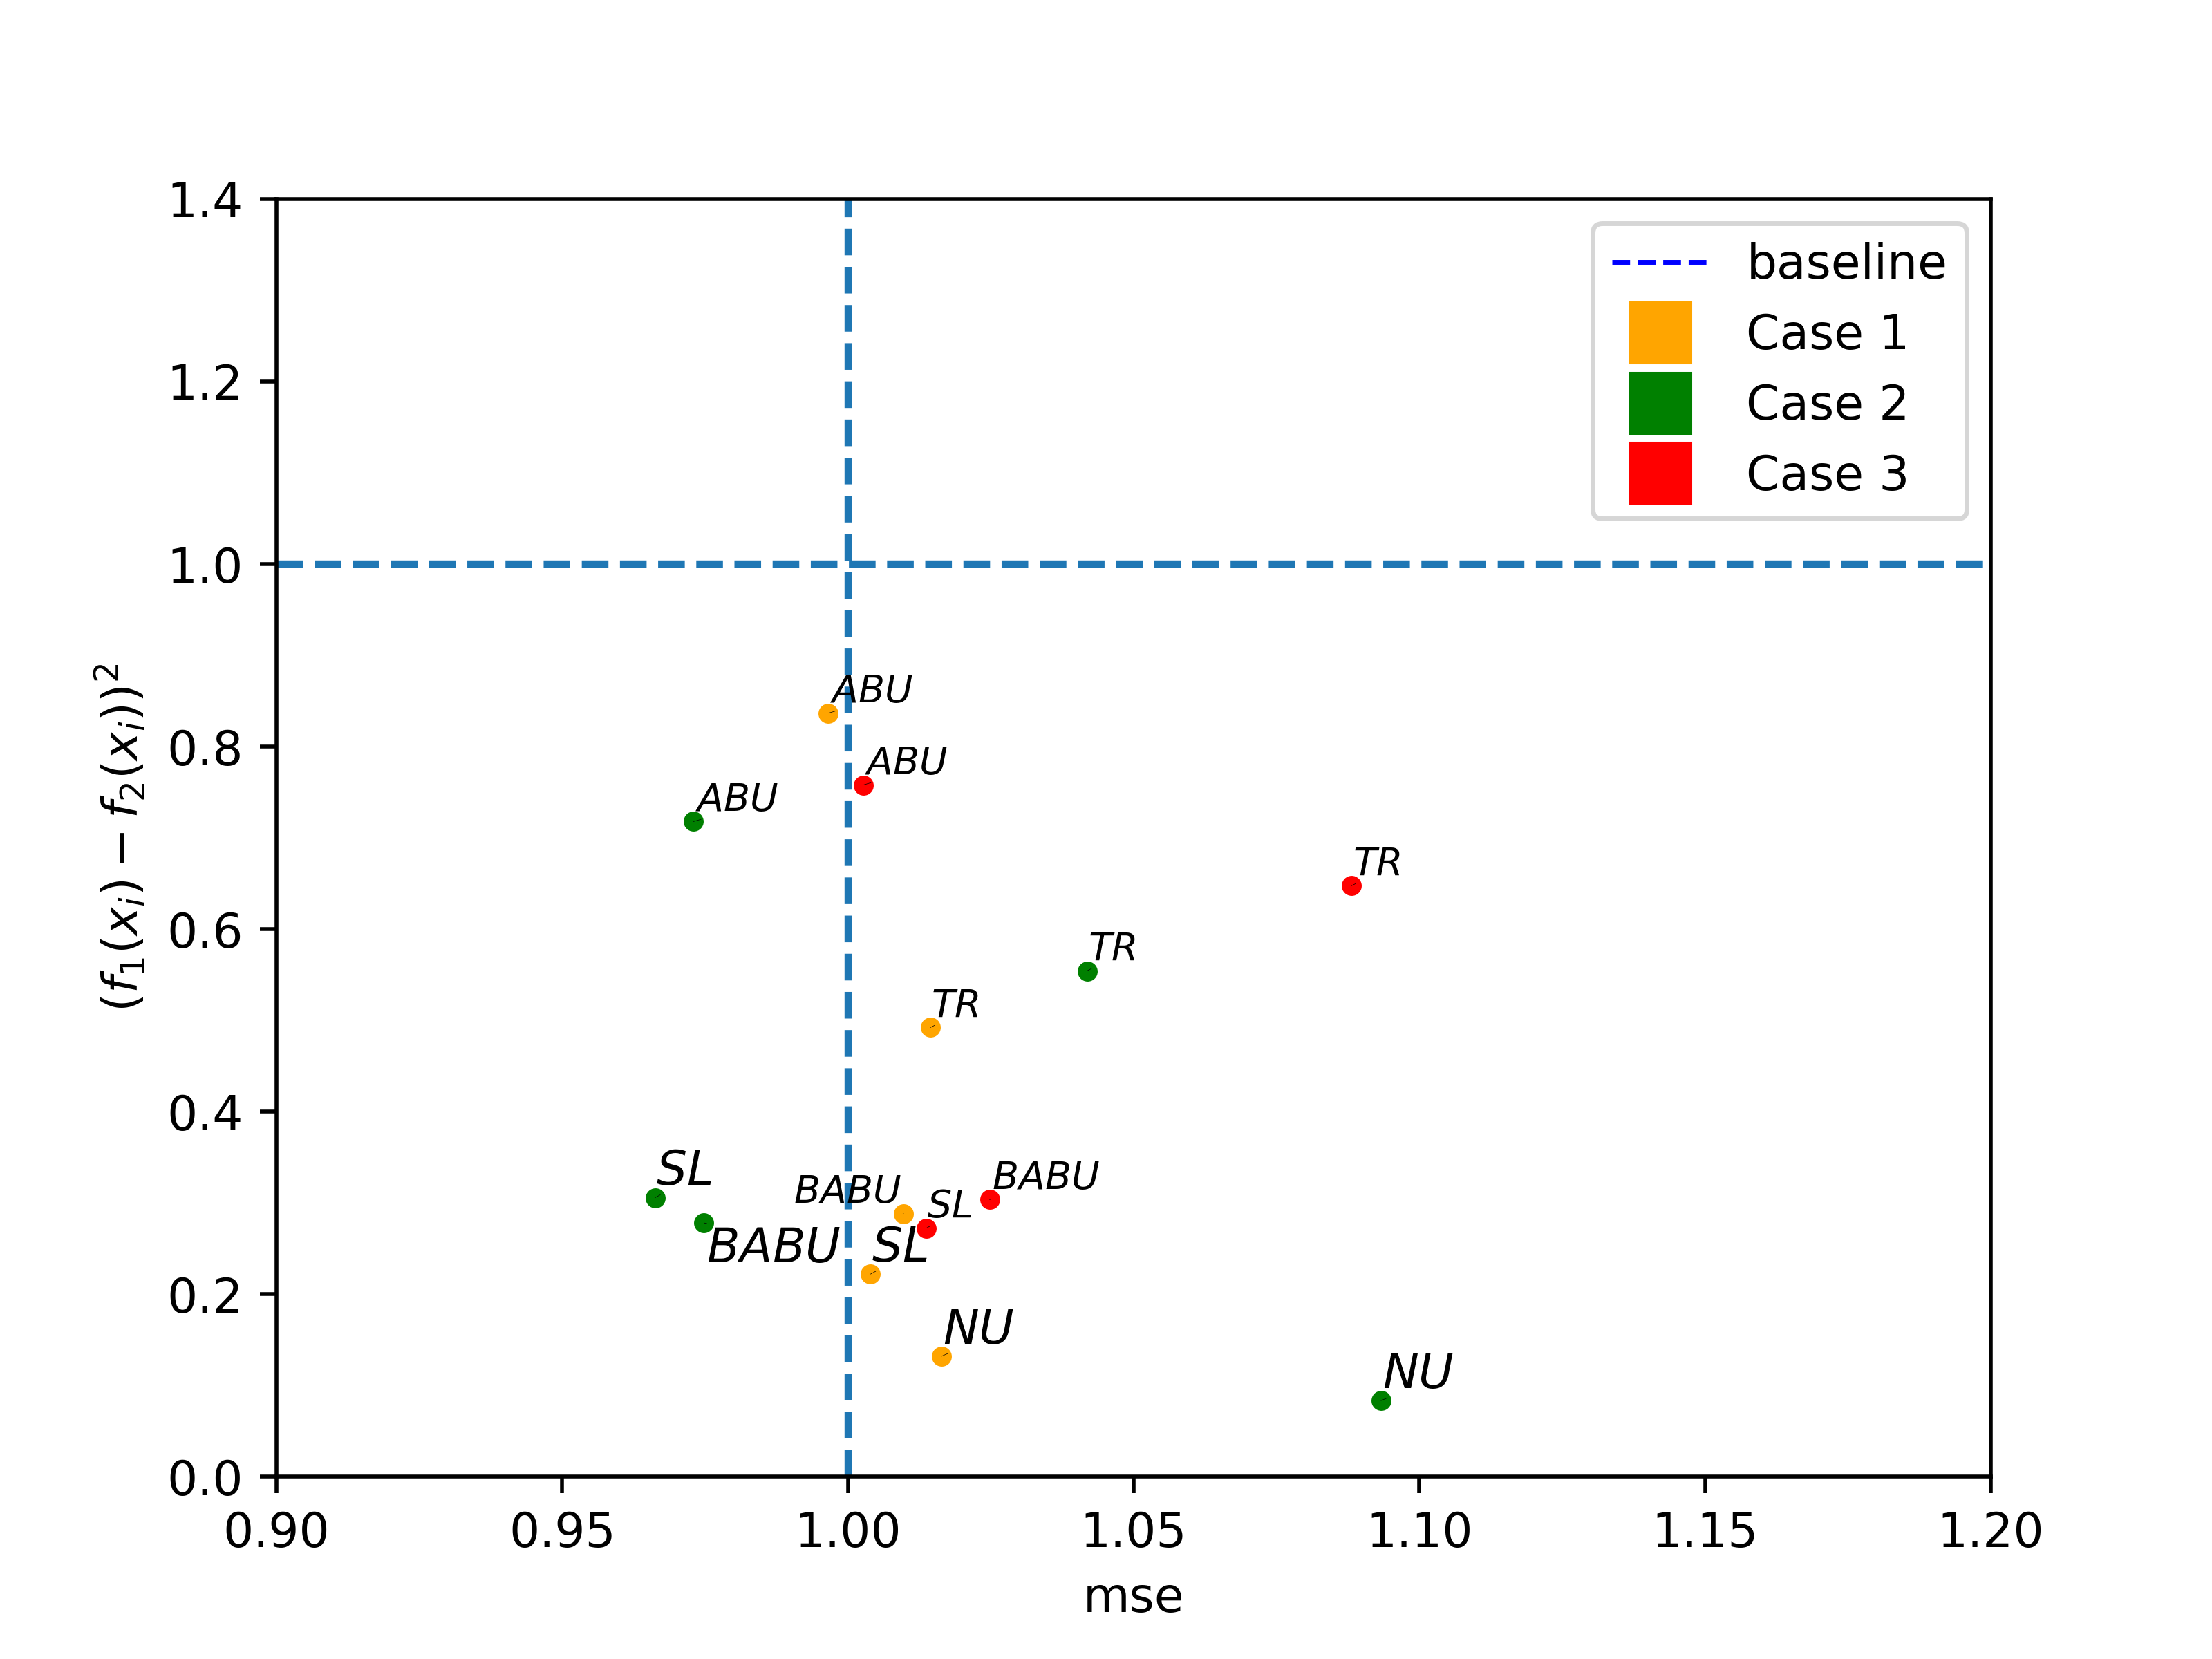 1.4
1.2
1.0
0.8
0.6
0.4
0.2
0.0
(f1(xi) − f2(xi))²
baseline
Case 1
Case 2
Case 3
ABU
ABU
ABU
TR
TR
TR
SL
BABU
BABU
SL
BABU
SL
NU
NU
0.90 0.95 1.00 1.05 1.10 1.15 1.20
mse